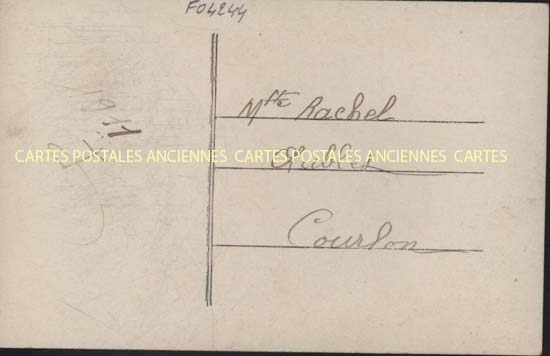 F04244
Mlle Rachel
CARTES POSTALES ANCIENNES CARTES POSTALES ANCIENNES CARTES
Courlon